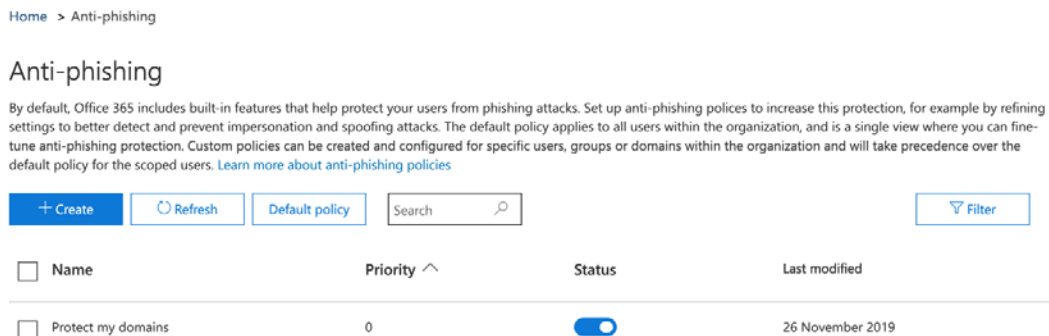 Home > Anti-phishing
Anti-phishing
By default, Office 365 includes built-in features that help protect your users from phishing attacks. Set up anti-phishing polices to increase this protection, for example by refining
settings to better detect and prevent impersonation and spoofing attacks. The default policy applies to all users within the organization, and is a single view where you can fine-
tune anti-phishing protection. Custom policies can be created and configured for specific users, groups or domains within the organization and will take precedence over the
default policy for the scoped users. Learn more about anti-phishing policies
+ Create Refresh Default policy Search Filter
Name Priority Status Last modified
Protect my domains 0 26 November 2019